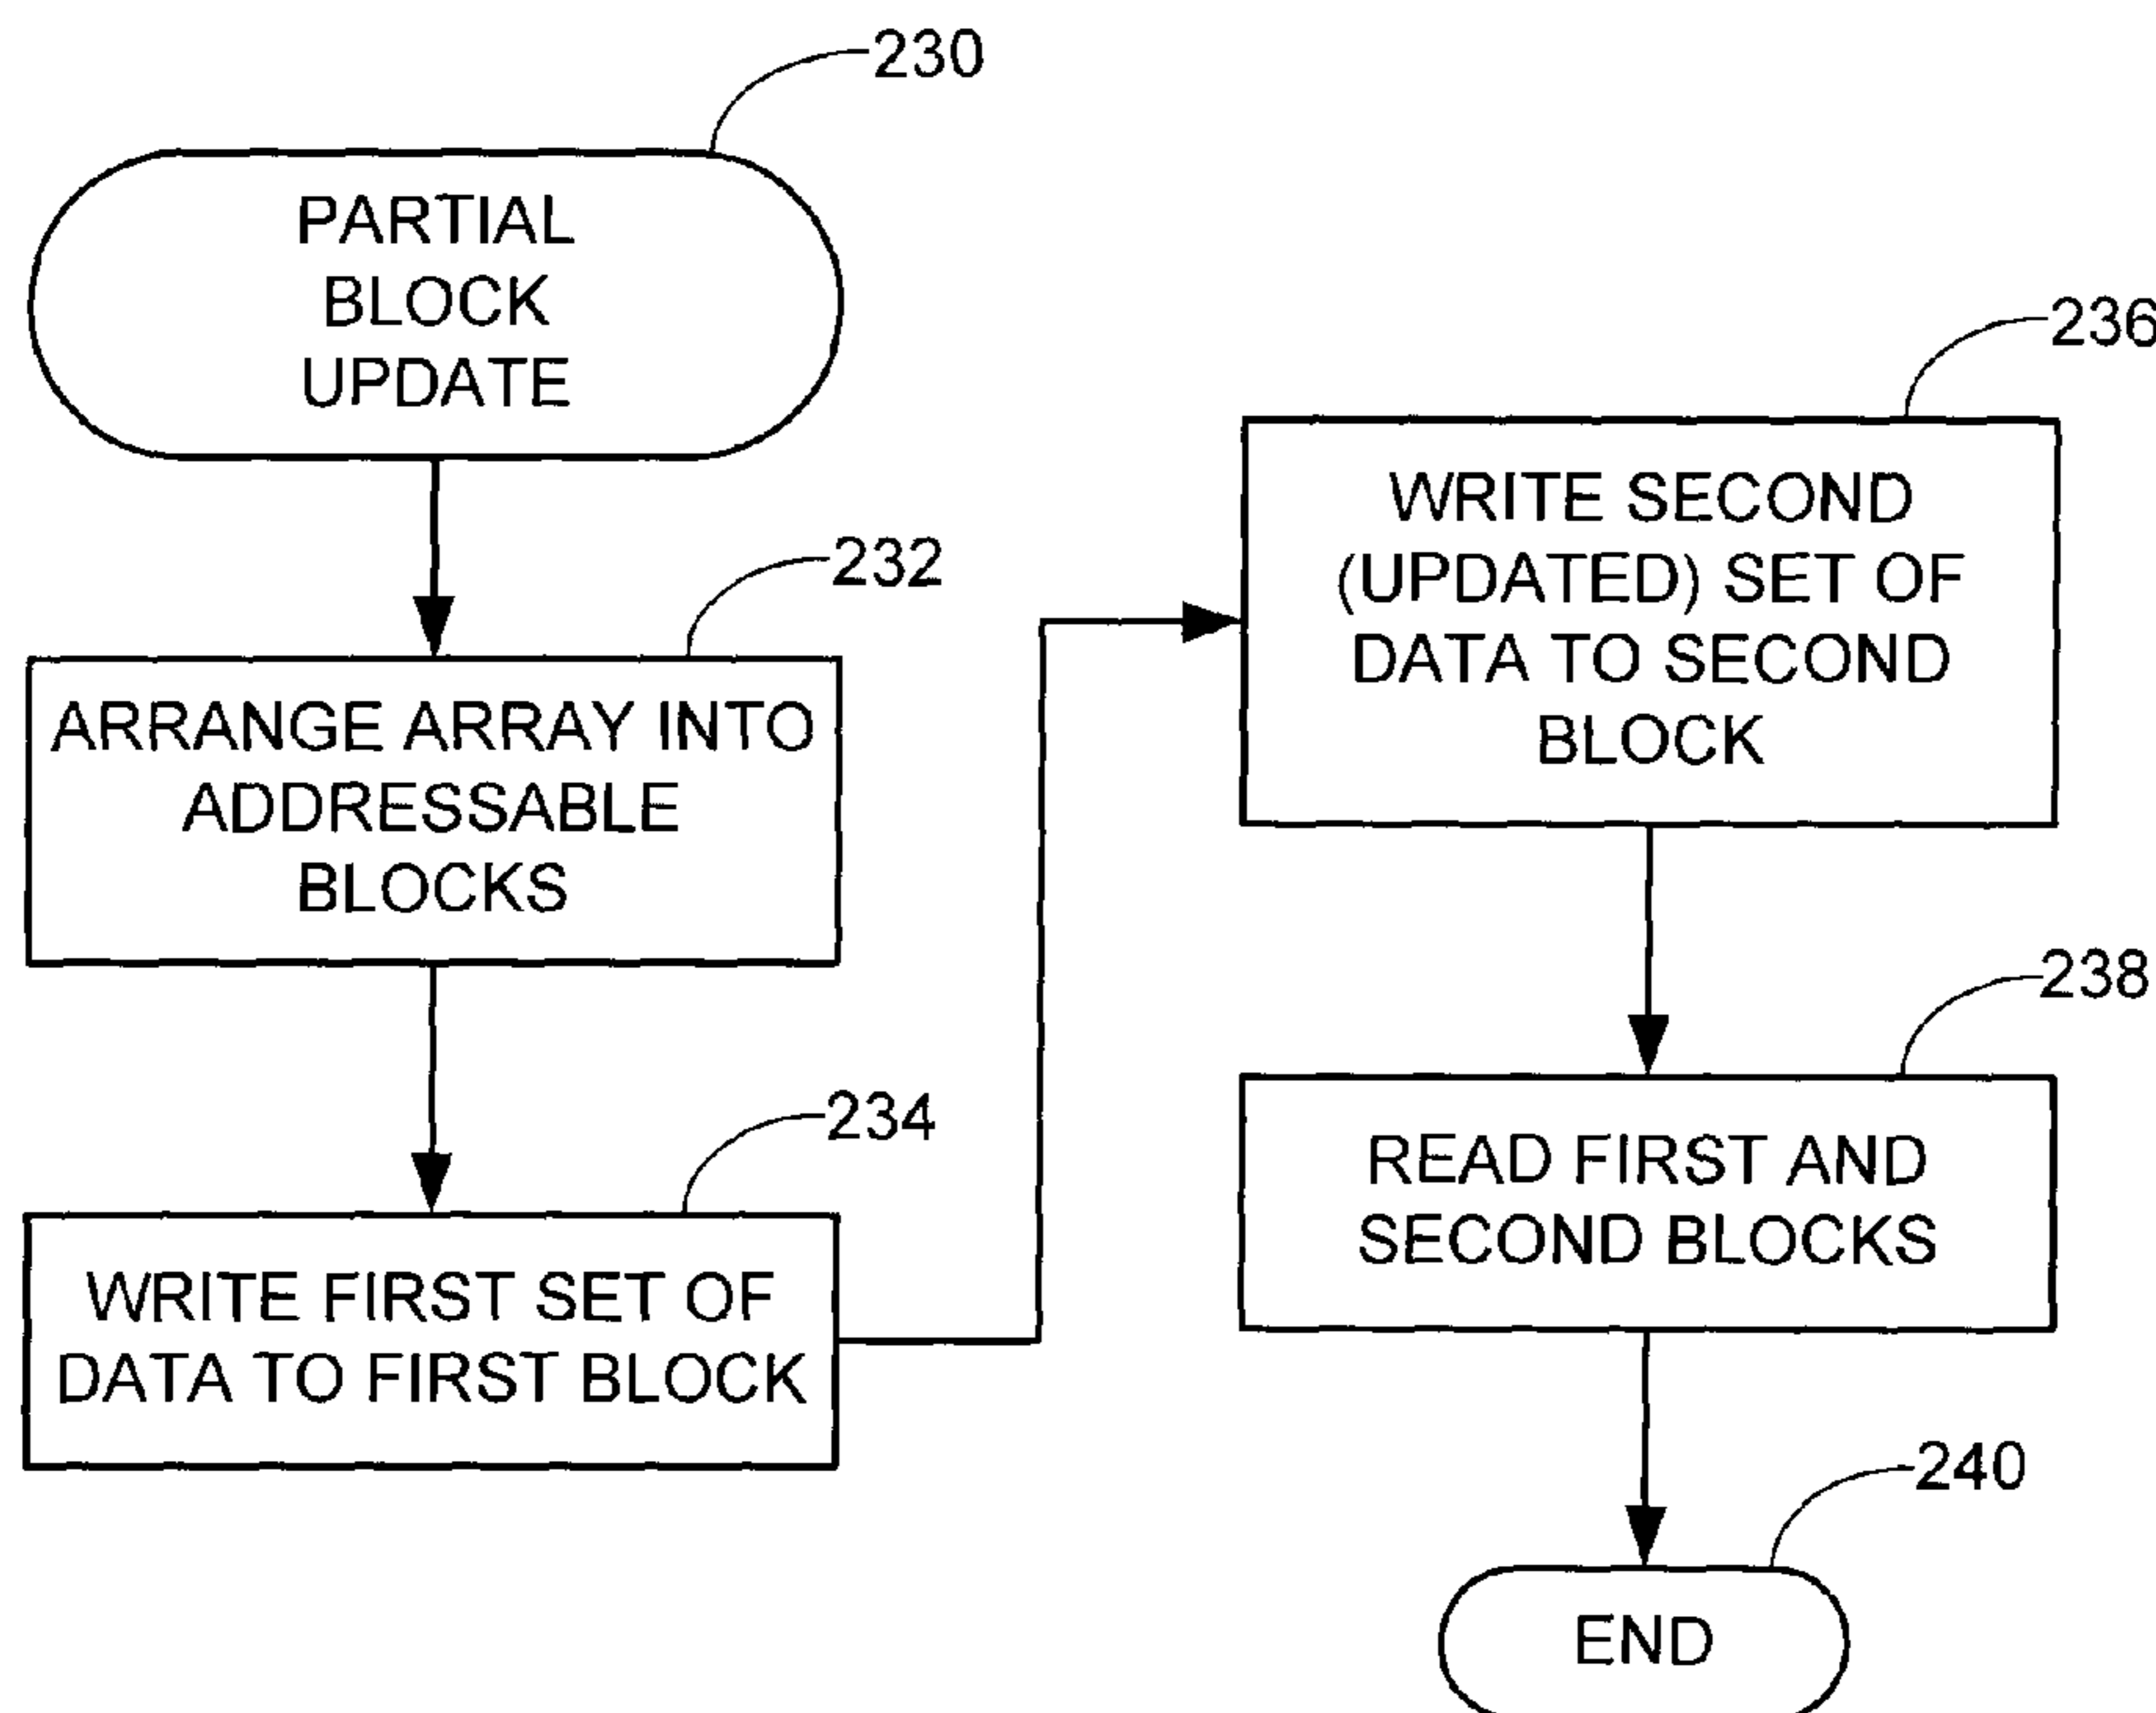 230
PARTIAL
BLOCK
UPDATE
232
ARRANGE ARRAY INTO
ADDRESSABLE
BLOCKS
234
WRITE FIRST SET OF
DATA TO FIRST BLOCK
236
WRITE SECOND
(UPDATED) SET OF
DATA TO SECOND
BLOCK
238
READ FIRST AND
SECOND BLOCKS
240
END